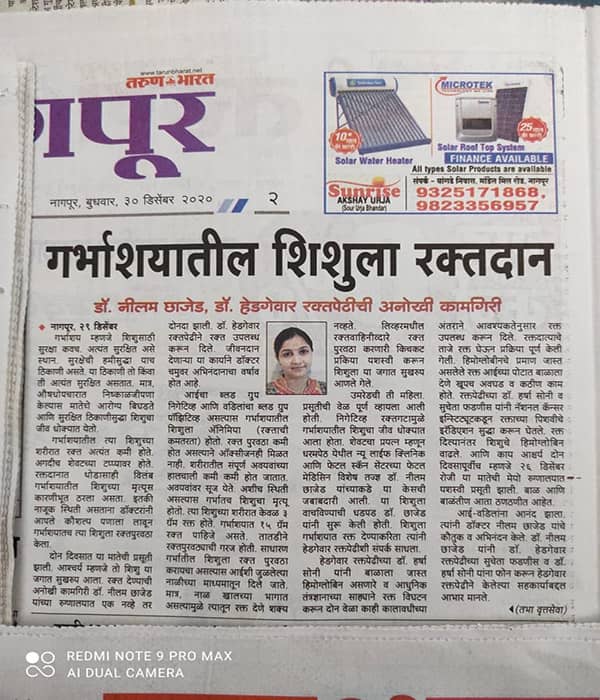 www.tarunbharat.net
तरुण भारत
गपूर
नागपूर, बुधवार, ३० डिसेंबर २०२०
२
10 साल की वारंटी
Solar Water Heater
MICROTEK
25 साल की वारंटी
Solar Roof Top System
FINANCE AVAILABLE
All types Solar Products are available
Sunrise
AKSHAY URJA
(Sour Urja Bhandar)
9325171868,
9823356957
गर्भाशयातील शिशुला रक्तदान
डॉ. नीलम छाजेड, डॉ. हेडगेवार रक्तपेठीची अनोखी कामगिरी
नागपूर, २९ डिसेंबर
गर्भाशय म्हणजे शिशुसाठी
सुरक्षा कवच. अत्यंत सुरक्षित असे
स्थान. सुरक्षेची हमीसुद्धा याच
ठिकाणी असते. या ठिकाणी तो किंवा
ती अत्यंत सुरक्षित असतात. मात्र,
औषधोपचारात निष्काळजीपणा
केल्यास मातेचे आरोग्य बिघडते
आणि सुरक्षित ठिकाणीसुद्धा शिशुचा
जीव धोक्यात येतो.
गर्भाशयातील त्या शिशुच्या
शरीरात रक्त अत्यंत कमी होते.
अगदीच शेवटच्या टप्प्यावर होते.
रक्तदानात थोडासाही विलंब
गर्भाशयातील शिशुच्या मृत्युस
कारणीभूत ठरला असता. इतकी
नाजूक स्थिती असताना डॉक्टरांनी
आपले कौशल्य पणाला लावून
गर्भाशयातच त्या शिशुला रक्तपुरवठा
केला.
दोन दिवसात या मातेची प्रसूती
झाली. आश्चर्य म्हणजे तो शिशु या
जगात सुखरुप आला. रक्त देण्याची
अनोखी कामगिरी डॉ. नीलम छाजेड
यांच्या रुग्णालयात एक नव्हे तर
दोनदा झाली. डॉ. हेडगेवार
रक्तपेढीने रक्त उपलब्ध
करून दिले. जीवनदान
देण्याचा या कार्याने डॉक्टर
चमुवर अभिनंदनाचा वर्षाव
होत आहे.
आईचा ब्लड ग्रुप
निगेटिव्ह आणि वडिलांचा ब्लड ग्रुप
पॉझिटिव्ह असल्यास गर्भाशयातील
शिशुला ॲनिमिया (रक्ताची
कमतरता) होतो. रक्त पुरवठा कमी
होत असल्याने ऑक्सीजनही मिळत
नाही. शरीरातील संपूर्ण अवयवांच्या
हालचाली कमी कमी होत जातात.
अवयवांवर सूज येते. अशीच स्थिती
असल्यास गर्भातच शिशुचा मृत्यू
होतो. त्या शिशुच्या शरीरात केवळ ३
ग्रॅम रक्त होते. गर्भाशयात १५ ग्रॅम
रक्त पाहिजे असते. तातडीने
रक्तपुरवठ्याची गरज होती. साधारण
गर्भातील शिशुला रक्त पुरवठा
करायचा असल्यास आईशी जुळलेल्या
नाळीच्या माध्यमातून दिले जाते,
मात्र, नाळ खालच्या भागात
असल्यामुळे त्यातून रक्त देणे शक्य
नव्हते. लिव्हरमधील
रक्तवाहिनीव्दारे रक्त
पुरवठा करणारी किचकट
प्रक्रिया यशस्वी करून
शिशुला या जगात सुखरुप
आणले गेले.
उमरेडची ती महिला.
प्रसूतीची वेळ पूर्ण व्हायला आली
होती. निगेटिव्ह रक्तगटामुळे
गर्भाशयातील शिशुचा जीव धोक्यात
आला होता. शेवटचा प्रयत्न म्हणून
धरमपेठ येथील न्यू लाईफ क्लिनिक
आणि फेटल स्कॅन सेंटरच्या फेटल
मेडिसिन विशेष तज्ज्ञ डॉ. नीलम
छाजेड यांच्याकडे या केसची
जबाबदारी आली. या शिशुला
वाचविण्याची धडपड डॉ. छाजेड
यांनी सुरू केली होती. शिशुला
गर्भाशयात रक्त देण्याकरिता त्यांनी
हेडगेवार रक्तपेढीशी संपर्क साधला.
हेडगेवार रक्तपेढीच्या डॉ. हर्षा
सोनी यांनी बाळाला जास्त
हिमोग्लोबीन असणारे व आधुनिक
तंत्रज्ञानाच्या साह्याने रक्त विघटन
करून दोन वेळा काही कालावधीच्या
अंतराने आवश्यकतेनुसार रक्त
उपलब्ध करून दिले. रक्तदात्याचे
ताजे रक्त घेऊन प्रक्रिया पूर्ण केली
गेली. हिमोग्लोबीनचे प्रमाण जास्त
असलेले रक्त आईच्या पोटात बाळाला
देणे खूपच अवघड व कठीण काम
होते. रक्तपेढीच्या डॉ. हर्षा सोनी व
सुचेता फडणीस यांनी नॅशनल कॅन्सर
इन्स्टिट्यूटकडून रक्ताच्या पिशवीचे
इरॅडिएशन सुद्धा करून घेतले. रक्त
दिल्यानंतर शिशुचे हिमोग्लोबिन
वाढले. आणि काय आश्चर्य दोन
दिवसापूर्वीच म्हणजे २६ डिसेंबर
रोजी या मातेची मेयो रुग्णालयात
यशस्वी प्रसूती झाली. बाळ आणि
बाळंतीण आता ठणठणीत आहेत.
आई-वडिलांना आनंद झाला.
त्यांनी डॉक्टर नीलम छाजेड यांचे
कौतुक व अभिनंदन केले. डॉ. नीलम
छाजेड यांनी डॉ. हेडगेवार
रक्तपेढीच्या सुचेता फडणीस व डॉ.
हर्षा सोनी यांना फोन करून हेडगेवार
रक्तपेढीने केलेल्या सहकार्याबद्दल
आभार मानले.
(तभा वृत्तसेवा)
REDMI NOTE 9 PRO MAX
AI DUAL CAMERA